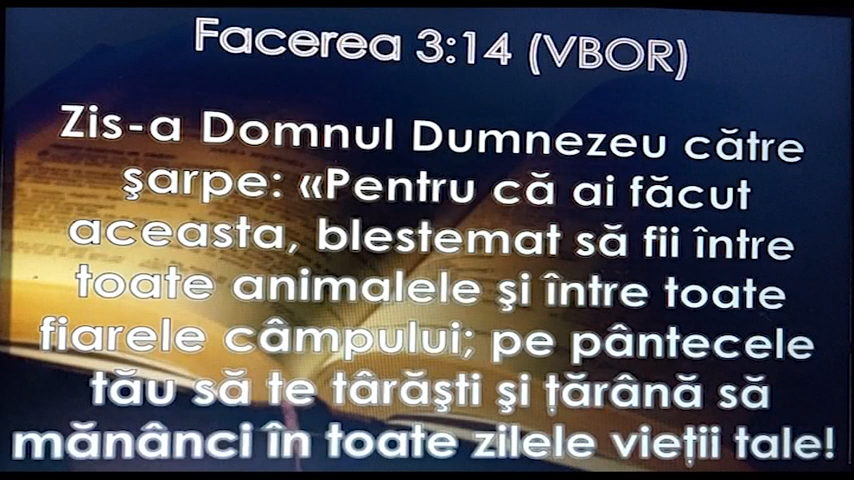 Facerea 3:14 (VBOR)
Zis-a Domnul Dumnezeu către
şarpe: «Pentru că ai făcut
aceasta, blestemat să fii între
toate animalele şi între toate
fiarele câmpului; pe pântecele
tău să te târăşti şi ţărână să
mănânci în toate zilele vieţii tale!